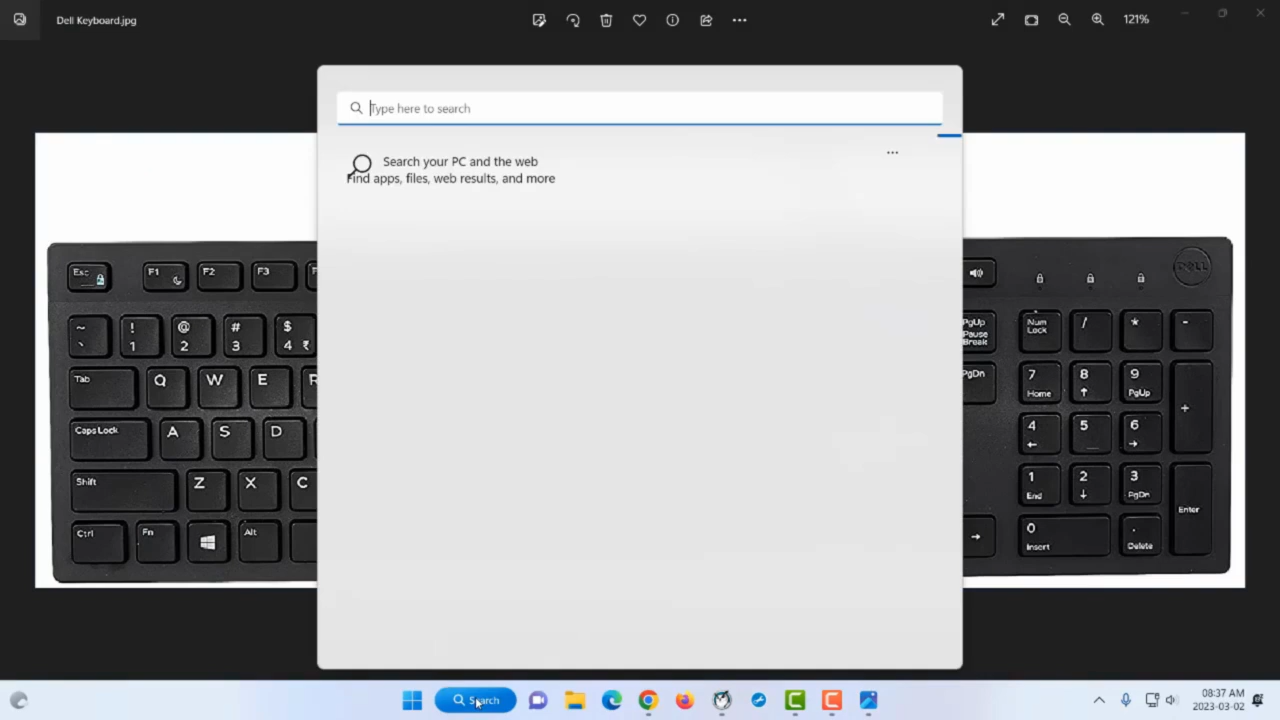 Dell Keyboard.jpg
121%
Type here to search
Search your PC and the web
Find apps, files, web results, and more
Esc F1 F2 F3 F
DELL
~ ` ! 1 @ 2 # 3 $ 4 ₹
PgUp Pause Break
Num Lock / * -
Tab Q W E R
PgDn
7 Home 8 ↑ 9 PgUp +
Caps Lock A S D
4 ← 5 6 →
Shift Z X C
1 End 2 ↓ 3 PgDn Enter
Ctrl Fn Alt
→ 0 Insert . Delete
Search
08:37 AM
2023-03-02